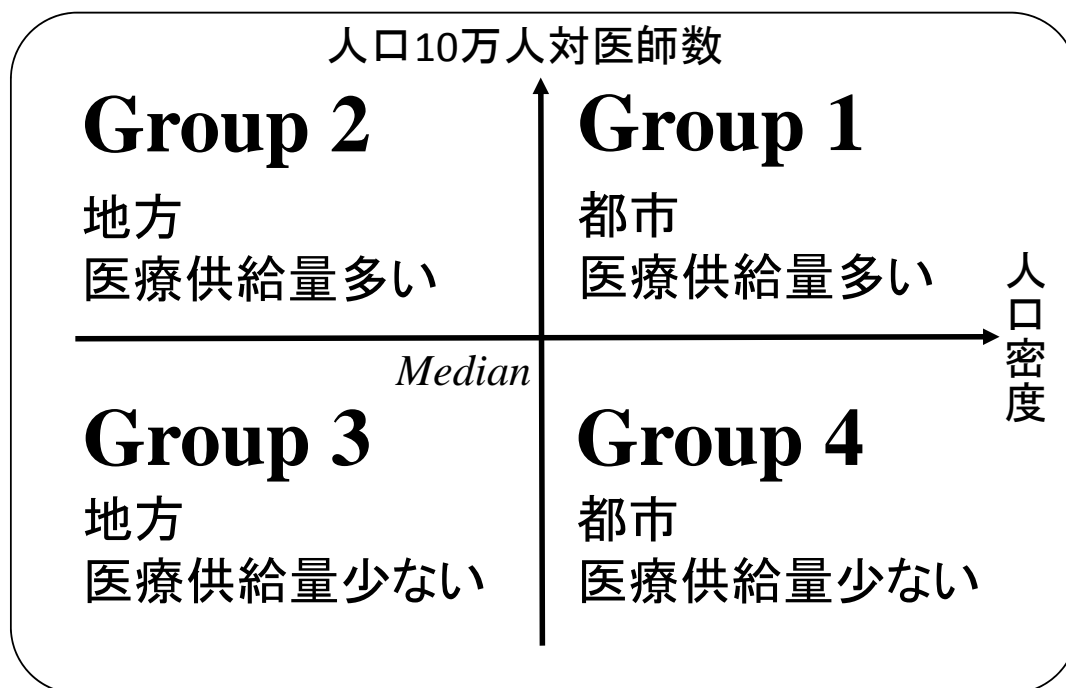 人口10万人対医師数
Group 2
地方
医療供給量多い
Group 1
都市
医療供給量多い
人口密度
Median
Group 3
地方
医療供給量少ない
Group 4
都市
医療供給量少ない